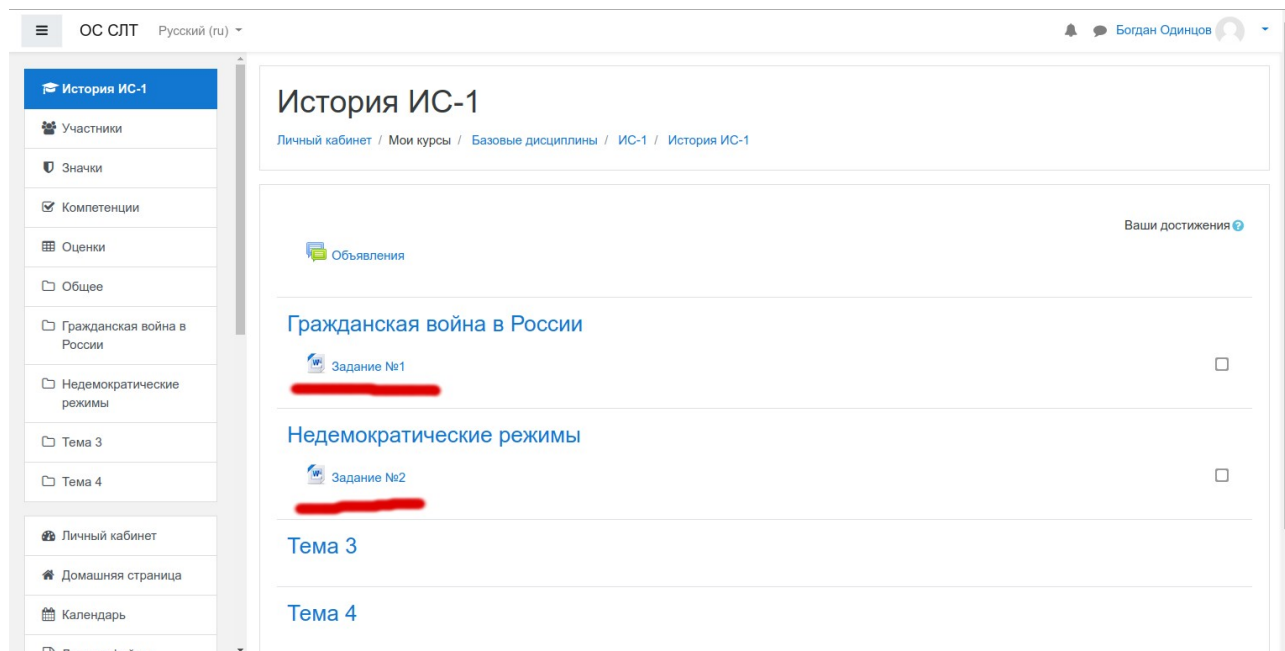 ОС СЛТ Русский (ru) Богдан Одинцов
История ИС-1
Участники
Значки
Компетенции
Оценки
Общее
Гражданская война в
России
Недемократические
режимы
Тема 3
Тема 4
Личный кабинет
Домашняя страница
Календарь
История ИС-1
Личный кабинет / Мои курсы / Базовые дисциплины / ИС-1 / История ИС-1
Ваши достижения
Объявления
Гражданская война в России
Задание №1
Недемократические режимы
Задание №2
Тема 3
Тема 4